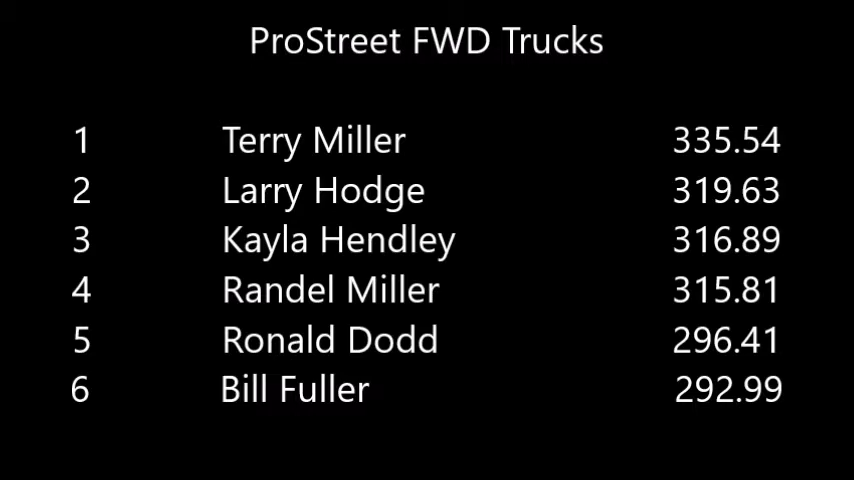 ProStreet FWD Trucks
1 Terry Miller 335.54
2 Larry Hodge 319.63
3 Kayla Hendley 316.89
4 Randel Miller 315.81
5 Ronald Dodd 296.41
6 Bill Fuller 292.99